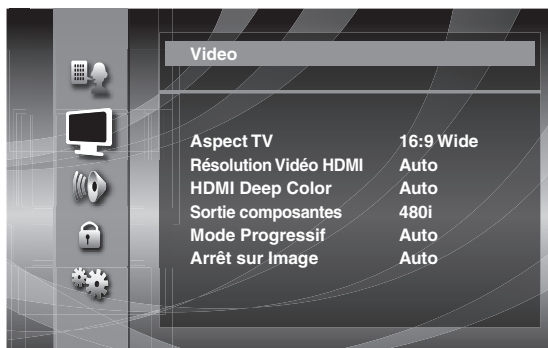 Video
Aspect TV 16:9 Wide
Résolution Vidéo HDMI Auto
HDMI Deep Color Auto
Sortie composantes 480i
Mode Progressif Auto
Arrêt sur Image Auto